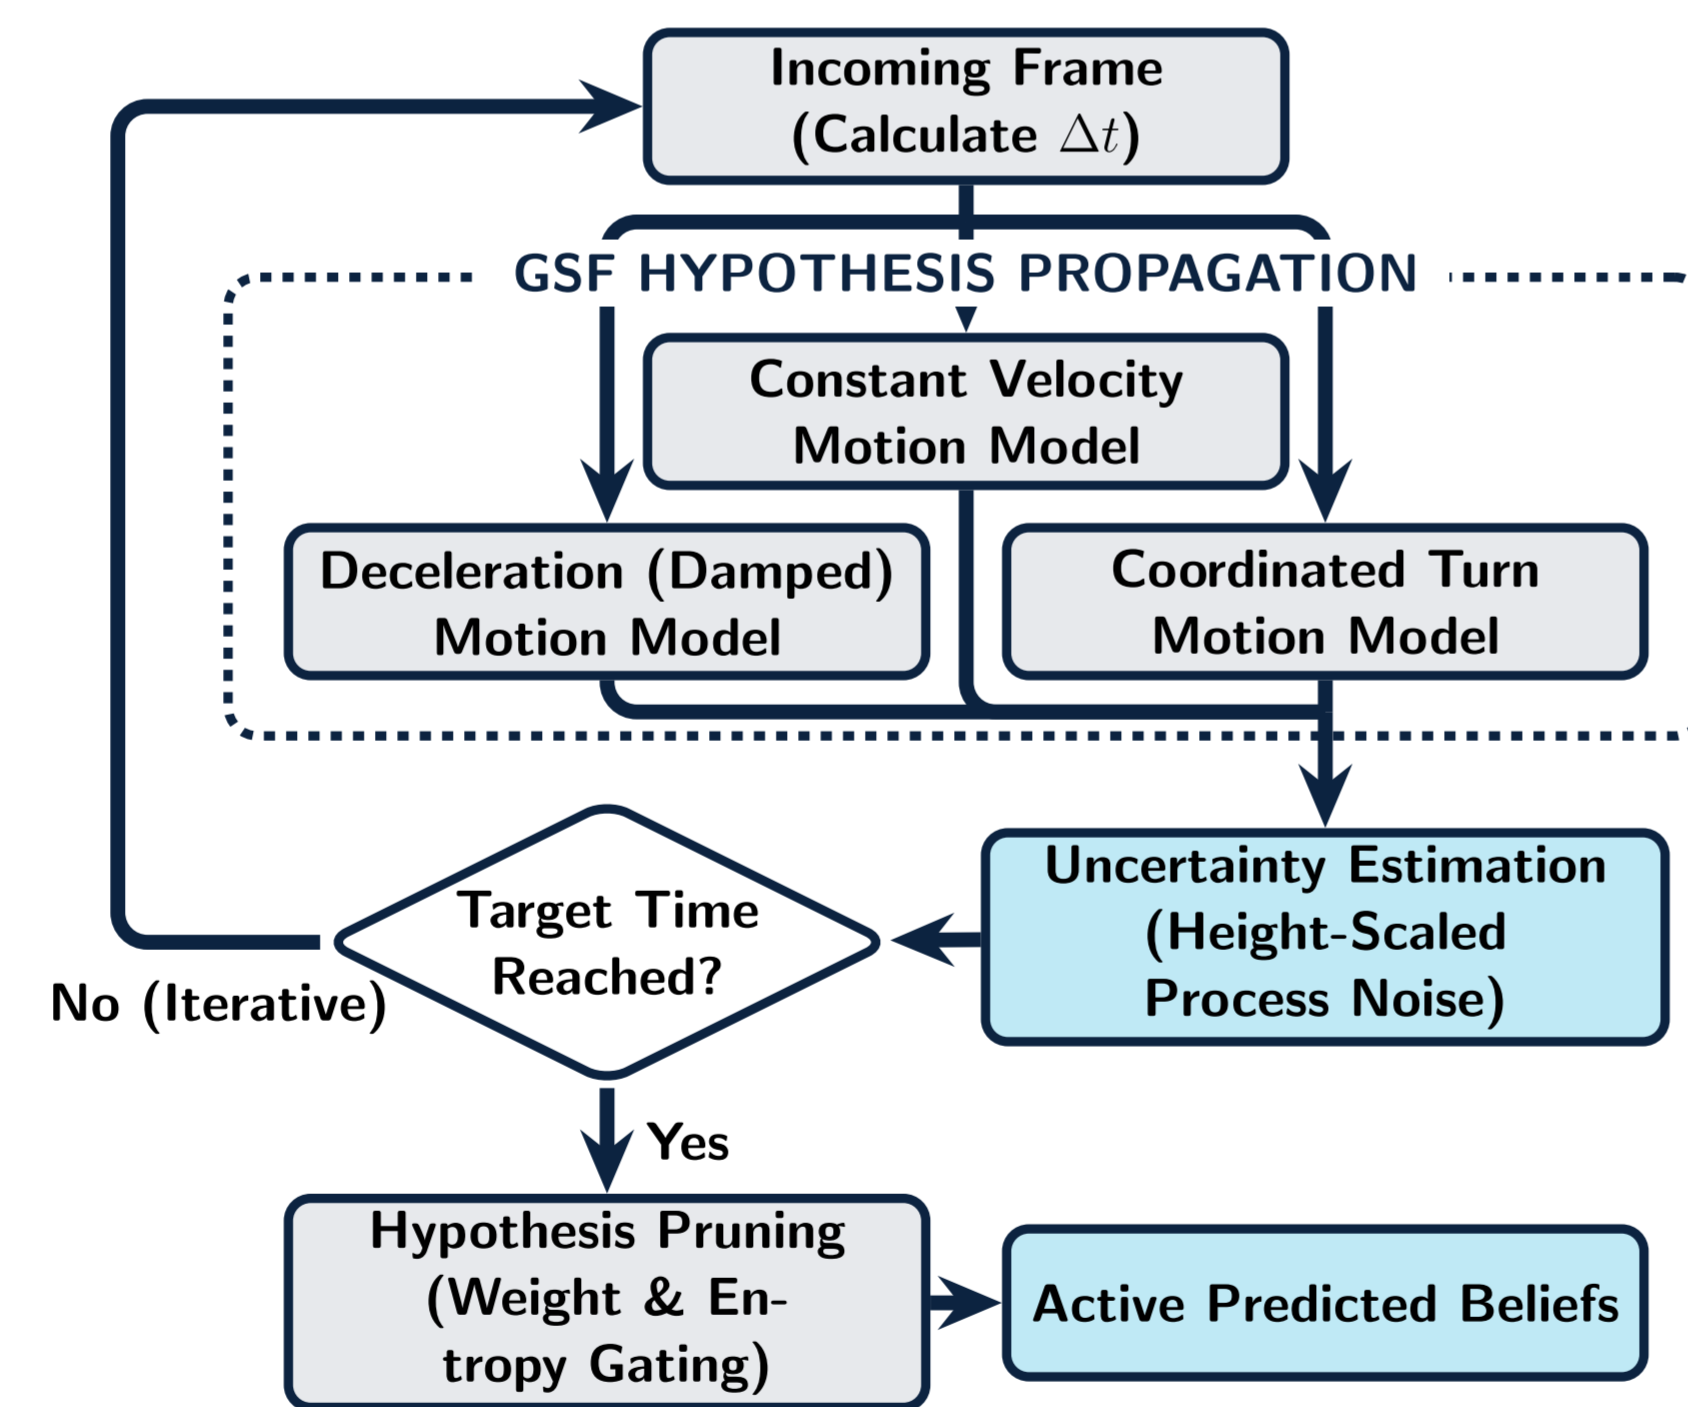 Incoming Frame
(Calculate Δt)
GSF HYPOTHESIS PROPAGATION
Constant Velocity
Motion Model
Deceleration (Damped)
Motion Model
Coordinated Turn
Motion Model
Uncertainty Estimation
(Height-Scaled
Process Noise)
Target Time
Reached?
No (Iterative)
Yes
Hypothesis Pruning
(Weight & En-
tropy Gating)
Active Predicted Beliefs